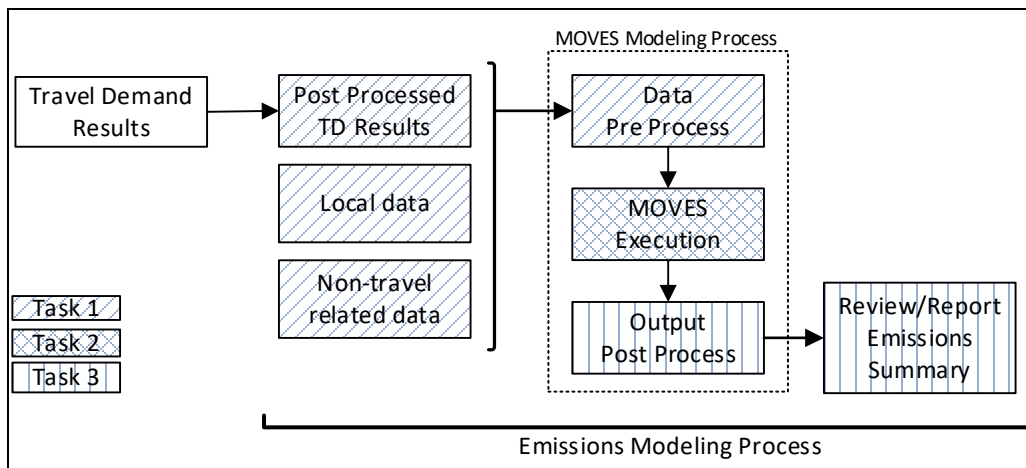 MOVES Modeling Process
Travel Demand
Results
Post Processed
TD Results
Local data
Non-travel
related data
Data
Pre Process
MOVES
Execution
Output
Post Process
Review/Report
Emissions
Summary
Task 1
Task 2
Task 3
Emissions Modeling Process